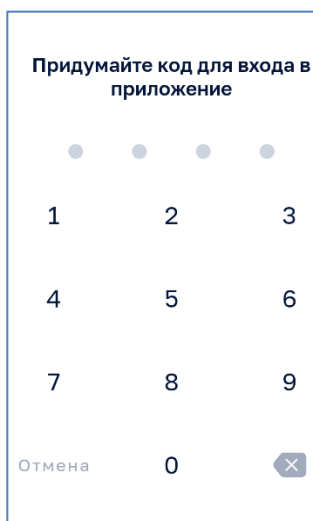 Придумайте код для входа в
приложение
1 2 3
4 5 6
7 8 9
Отмена 0